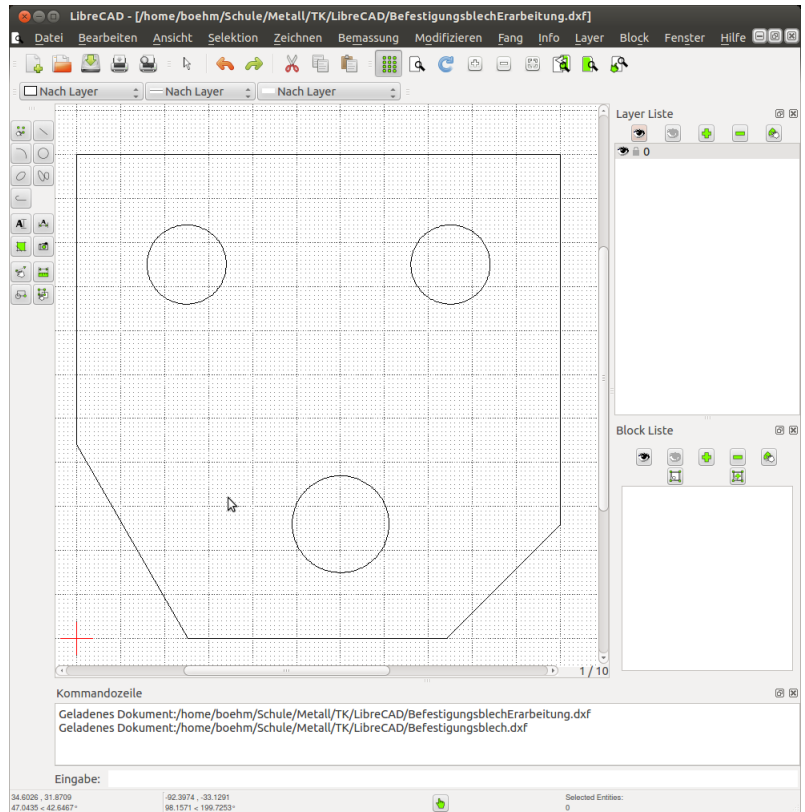 LibreCAD - [/home/boehm/Schule/Metall/TK/LibreCAD/BefestigungsblechErarbeitung.dxf]
Datei Bearbeiten Ansicht Selektion Zeichnen Bemassung Modifizieren Fang Info Layer Block Fenster Hilfe
Nach Layer Nach Layer Nach Layer
Layer Liste
0
Block Liste
1 / 10
Kommandozeile
Geladenes Dokument:/home/boehm/Schule/Metall/TK/LibreCAD/BefestigungsblechErarbeitung.dxf
Geladenes Dokument:/home/boehm/Schule/Metall/TK/LibreCAD/Befestigungsblech.dxf
Eingabe:
34.6026 , 31.8709 -92.3974 , -33.1291 Selected Entities:
47.0435 < 42.6467° 98.1571 < 199.7253° 0